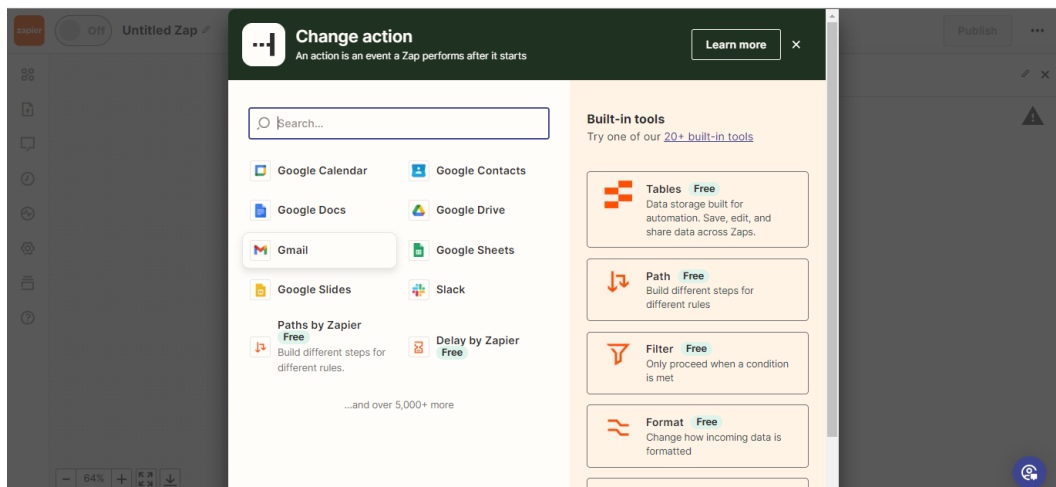 zapier
Off
Untitled Zap
Publish
Change action
An action is an event a Zap performs after it starts
Learn more
Search...
Google Calendar
Google Contacts
Google Docs
Google Drive
Gmail
Google Sheets
Google Slides
Slack
Paths by Zapier
Free
Build different steps for
different rules.
Delay by Zapier
Free
...and over 5,000+ more
Built-in tools
Try one of our 20+ built-in tools
Tables Free
Data storage built for
automation. Save, edit, and
share data across Zaps.
Path Free
Build different steps for
different rules
Filter Free
Only proceed when a condition
is met
Format Free
Change how incoming data is
formatted
64%